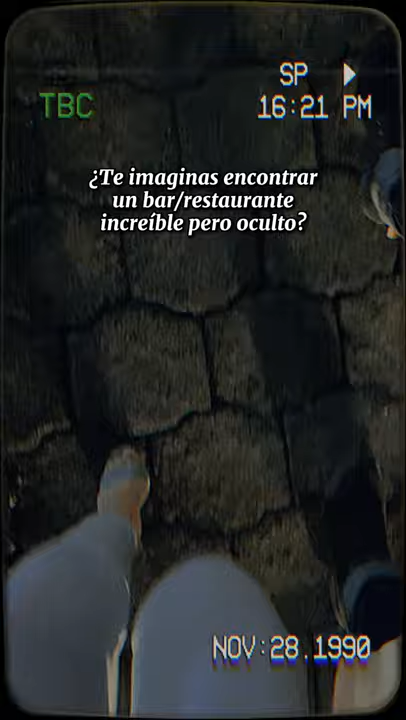 SP
TBC
16:21 PM
¿Te imaginas encontrar
un bar/restaurante
increíble pero oculto?
NOV:28.1990